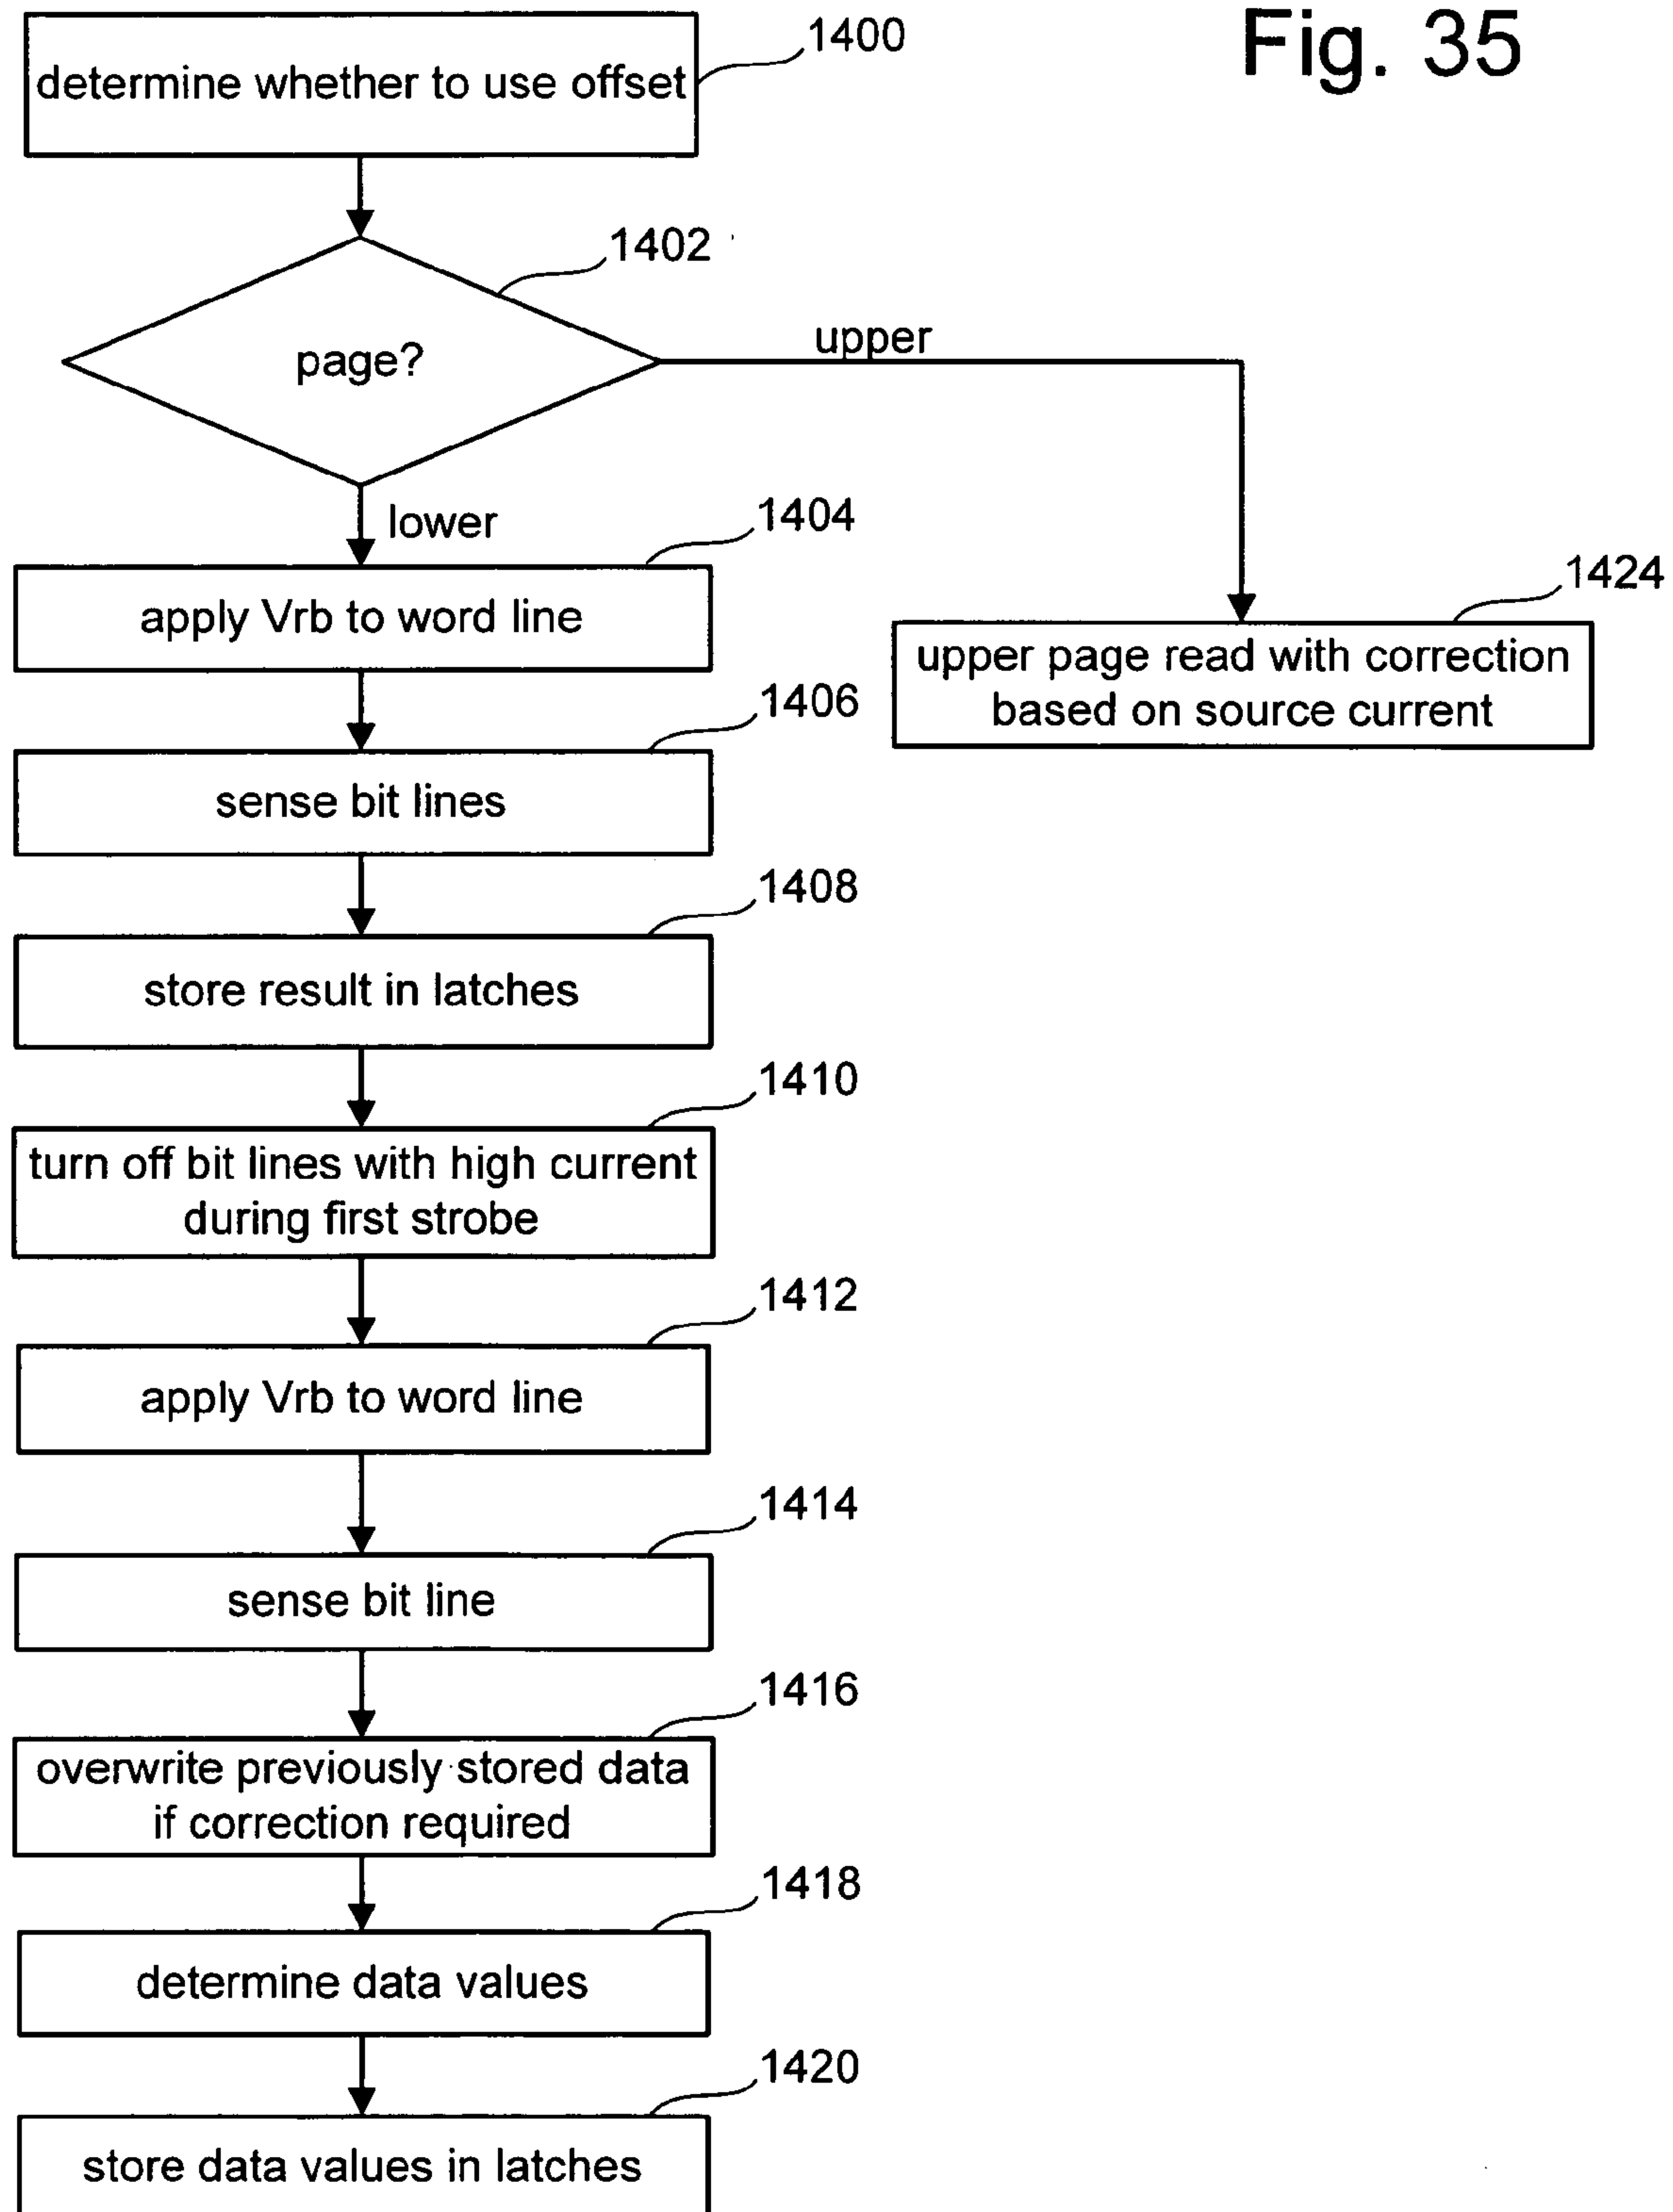 Fig. 35
1400
determine whether to use offset
1402
page?
upper
lower
1404
apply Vrb to word line
1424
upper page read with correction
based on source current
1406
sense bit lines
1408
store result in latches
1410
turn off bit lines with high current
during first strobe
1412
apply Vrb to word line
1414
sense bit line
1416
overwrite previously stored data
if correction required
1418
determine data values
1420
store data values in latches